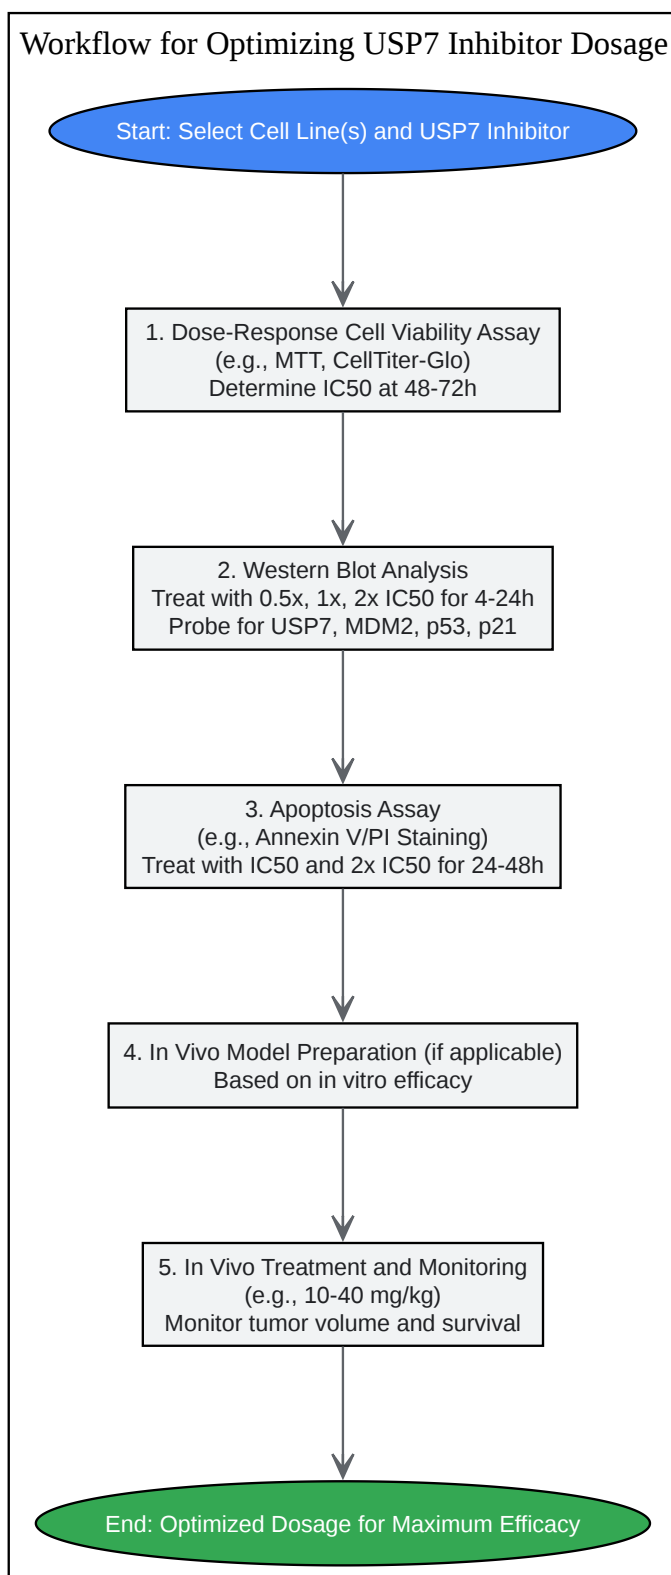 Workflow for Optimizing USP7 Inhibitor Dosage
Start: Select Cell Line(s) and USP7 Inhibitor
1. Dose-Response Cell Viability Assay
(e.g., MTT, CellTiter-Glo)
Determine IC50 at 48-72h
2. Western Blot Analysis
Treat with 0.5x, 1x, 2x IC50 for 4-24h
Probe for USP7, MDM2, p53, p21
3. Apoptosis Assay
(e.g., Annexin V/PI Staining)
Treat with IC50 and 2x IC50 for 24-48h
4. In Vivo Model Preparation (if applicable)
Based on in vitro efficacy
5. In Vivo Treatment and Monitoring
(e.g., 10-40 mg/kg)
Monitor tumor volume and survival
End: Optimized Dosage for Maximum Efficacy